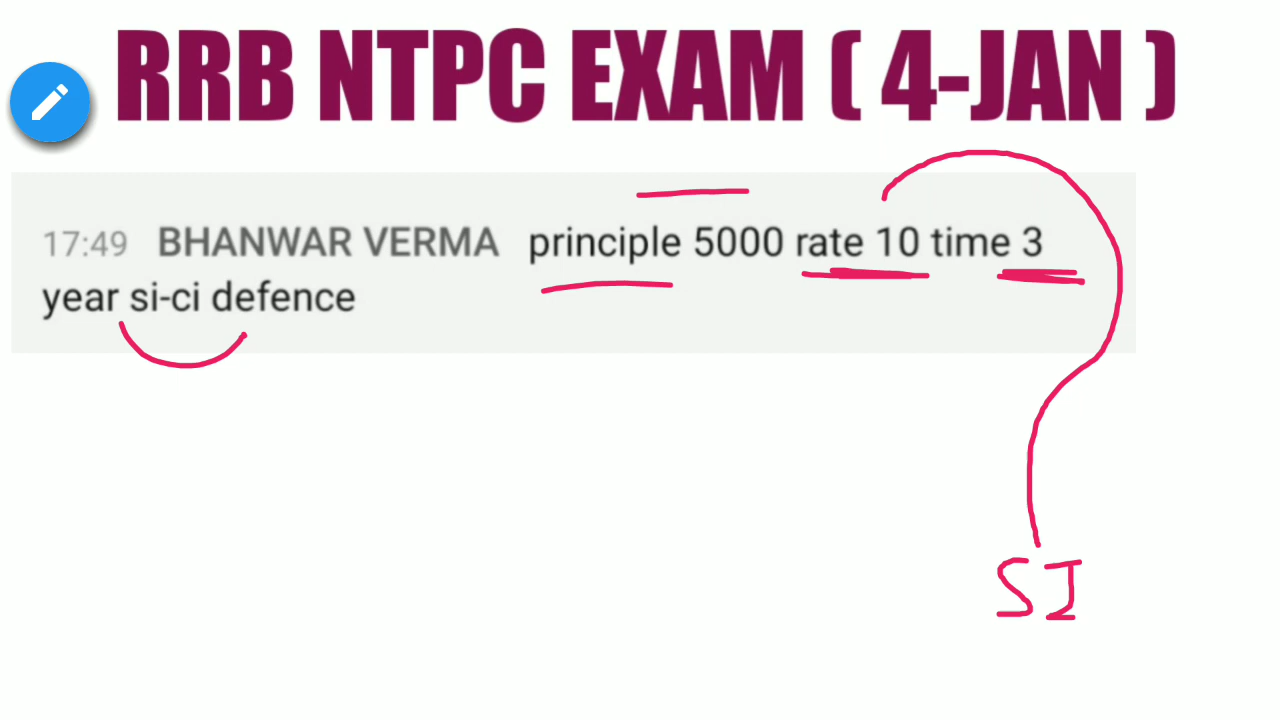 RRB NTPC EXAM ( 4-JAN )
17:49 BHANWAR VERMA principle 5000 rate 10 time 3
year si-ci defence
SI